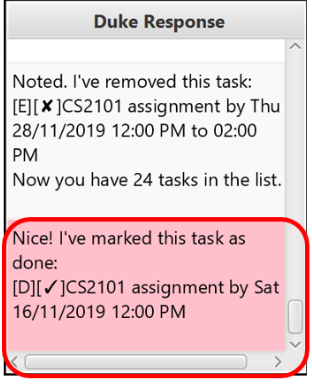 Duke Response
Noted. I've removed this task:
[E][✘]CS2101 assignment by Thu
28/11/2019 12:00 PM to 02:00
PM
Now you have 24 tasks in the list.
Nice! I've marked this task as
done:
[D][✓]CS2101 assignment by Sat
16/11/2019 12:00 PM